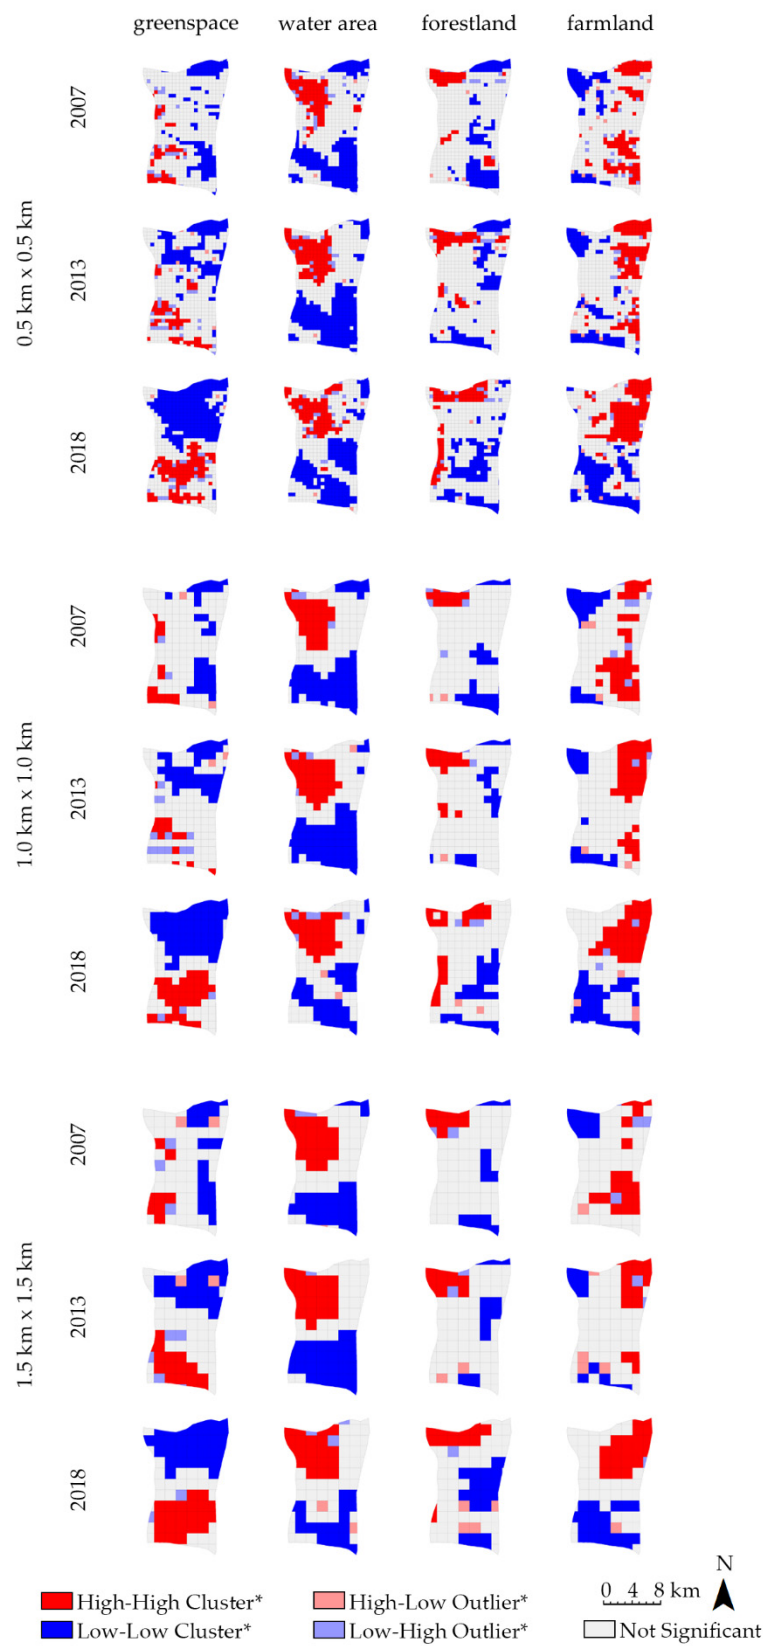 greenspace water area forestland farmland
0.5 km x 0.5 km
2007
2013
2018
1.0 km x 1.0 km
2007
2013
2018
1.5 km x 1.5 km
2007
2013
2018
High-High Cluster* High-Low Outlier* 0 4 8 km N
Low-Low Cluster* Low-High Outlier* Not Significant